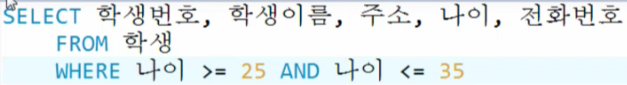 SELECT 학생번호, 학생이름, 주소, 나이, 전화번호
FROM 학생
WHERE 나이 >= 25 AND 나이 <= 35